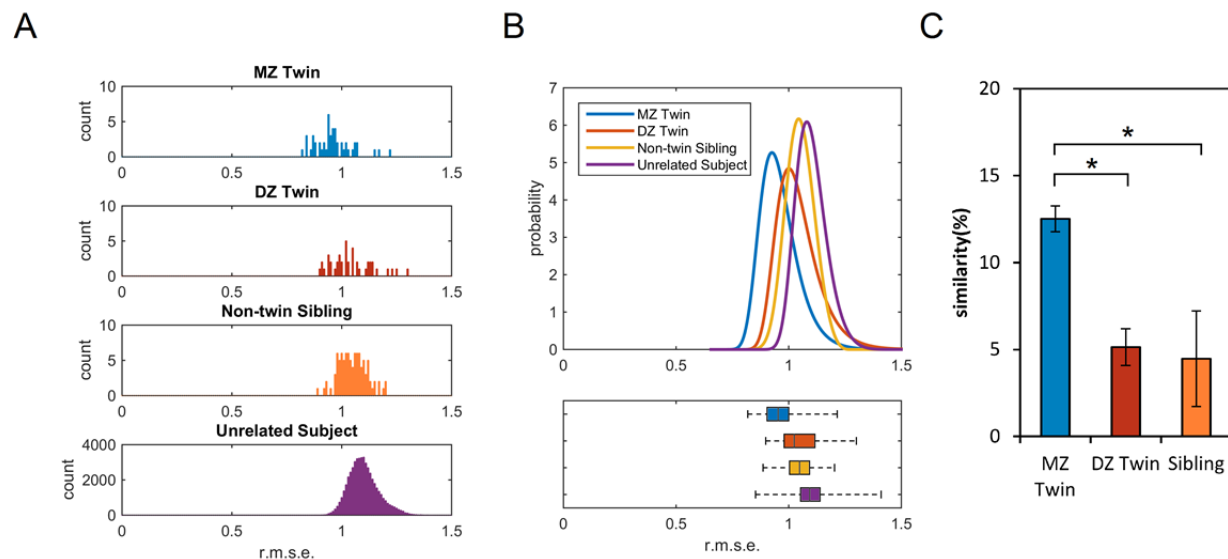 A
MZ Twin
10
5
0
count
0 0.5 1 1.5
DZ Twin
10
5
0
count
0 0.5 1 1.5
Non-twin Sibling
10
5
0
count
0 0.5 1 1.5
Unrelated Subject
4000
2000
0
count
0 0.5 1 1.5
r.m.s.e.
B
7
6
5
4
3
2
1
0
probability
MZ Twin
DZ Twin
Non-twin Sibling
Unrelated Subject
0 0.5 1 1.5
0 0.5 1 1.5
r.m.s.e.
C
20
15
10
5
0
similarity(%)
*
*
MZ Twin
DZ Twin
Sibling